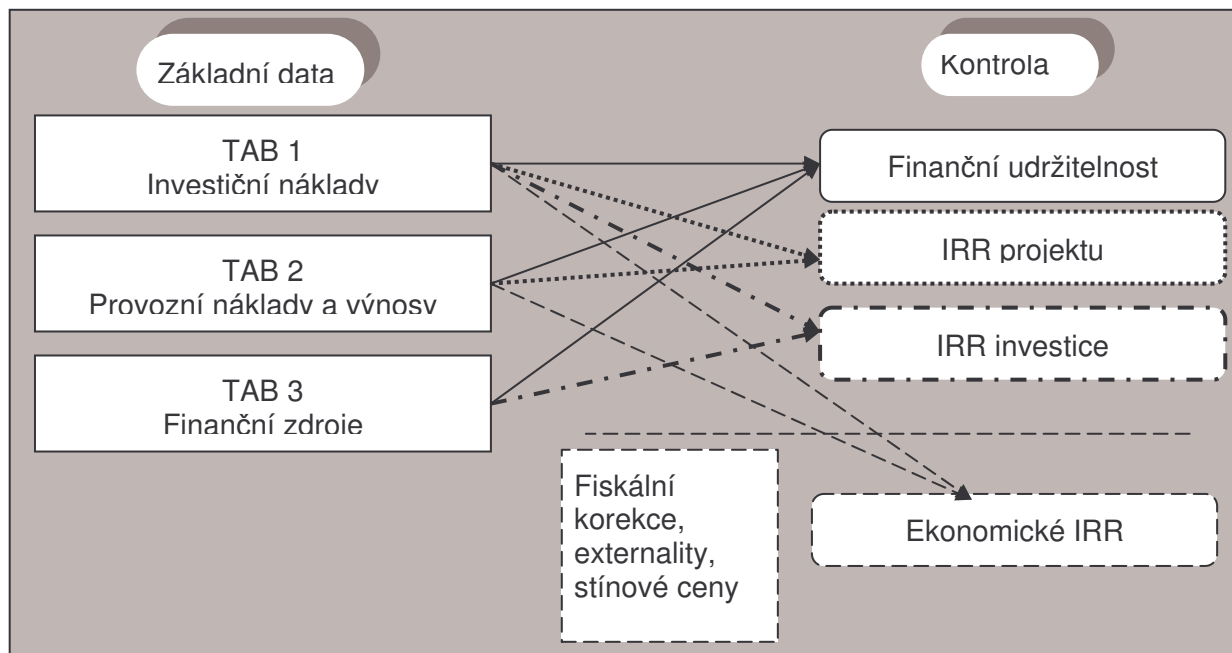 Základní data
Kontrola
TAB 1
Investiční náklady
TAB 2
Provozní náklady a výnosy
TAB 3
Finanční zdroje
Finanční udržitelnost
IRR projektu
IRR investice
Fiskální
korekce,
externality,
stínové ceny
Ekonomické IRR